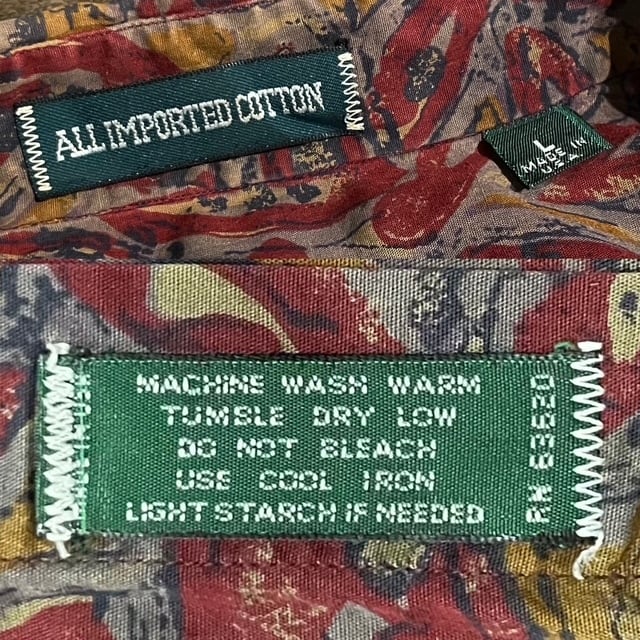 ALL IMPORTED COTTON
L
MADE IN
U.S.A.
MACHINE WASH WARM
TUMBLE DRY LOW
DO NOT BLEACH
USE COOL IRON
LIGHT STARCH IF NEEDED
RN 63620